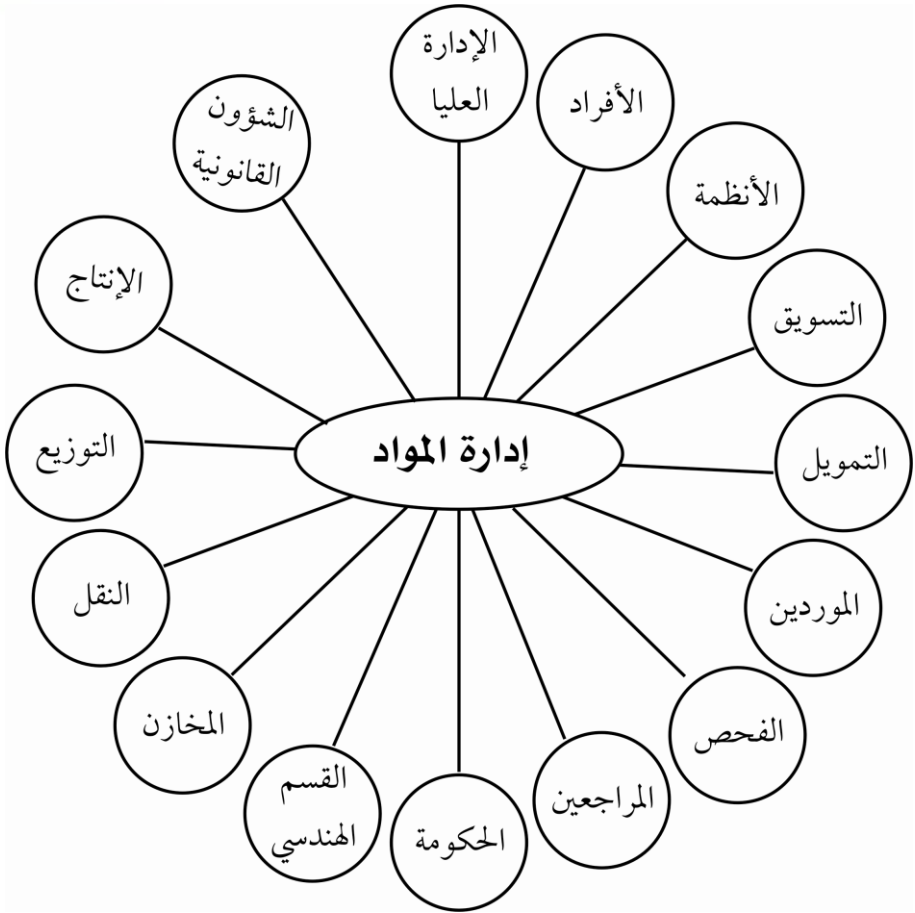 الإدارة
العليا
الأفراد
الأنظمة
التسويق
التمويل
الموردين
الفحص
المراجعين
الحكومة
القسم
الهندسي
المخازن
النقل
التوزيع
الإنتاج
الشؤون
القانونية
إدارة المواد